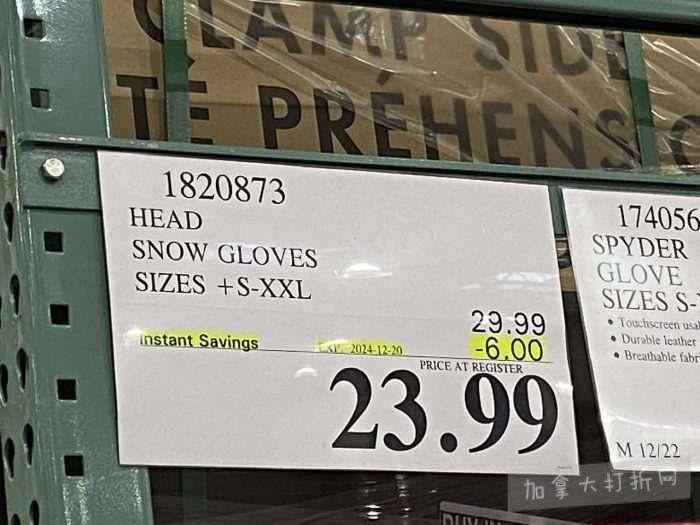 CLAMP SIDE
TÉ PRÉHENS
1820873
HEAD
SNOW GLOVES
SIZES +S-XXL
29.99
Instant Savings EXP. 2024-12-20 -6.00
PRICE AT REGISTER
23.99
174056
SPYDER
GLOVE
SIZES S-
• Touchscreen usa
• Durable leather
• Breathable fabr
M 12/22
加拿大打折网